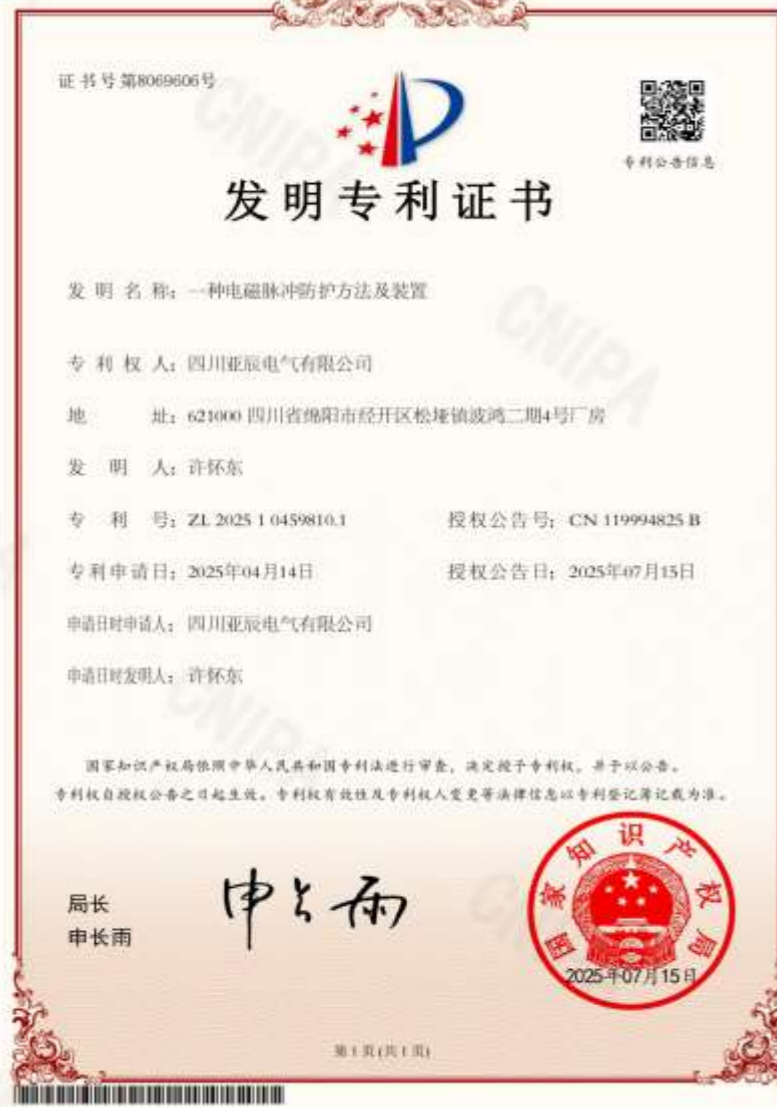 证书号第8069606号
专利公告信息
发明专利证书
发明名称：一种电磁脉冲防护方法及装置
专利权人：四川亚辰电气有限公司
地址：621000 四川省绵阳市经开区松垭镇波鸿二期4号厂房
发明人：许怀东
专利号：ZL 2025 1 0459810.1 授权公告号：CN 119994825 B
专利申请日：2025年04月14日 授权公告日：2025年07月15日
申请日时申请人：四川亚辰电气有限公司
申请日时发明人：许怀东
国家知识产权局依照中华人民共和国专利法进行审查，决定授予专利权，并予以公告。
专利权自授权公告之日起生效。专利权有效性及专利权人变更等法律信息以专利登记簿记载为准。
局长
申长雨
申长雨
国家知识产权局
2025年07月15日
第1页(共1页)
CNIPA
CNIPA
CNIPA